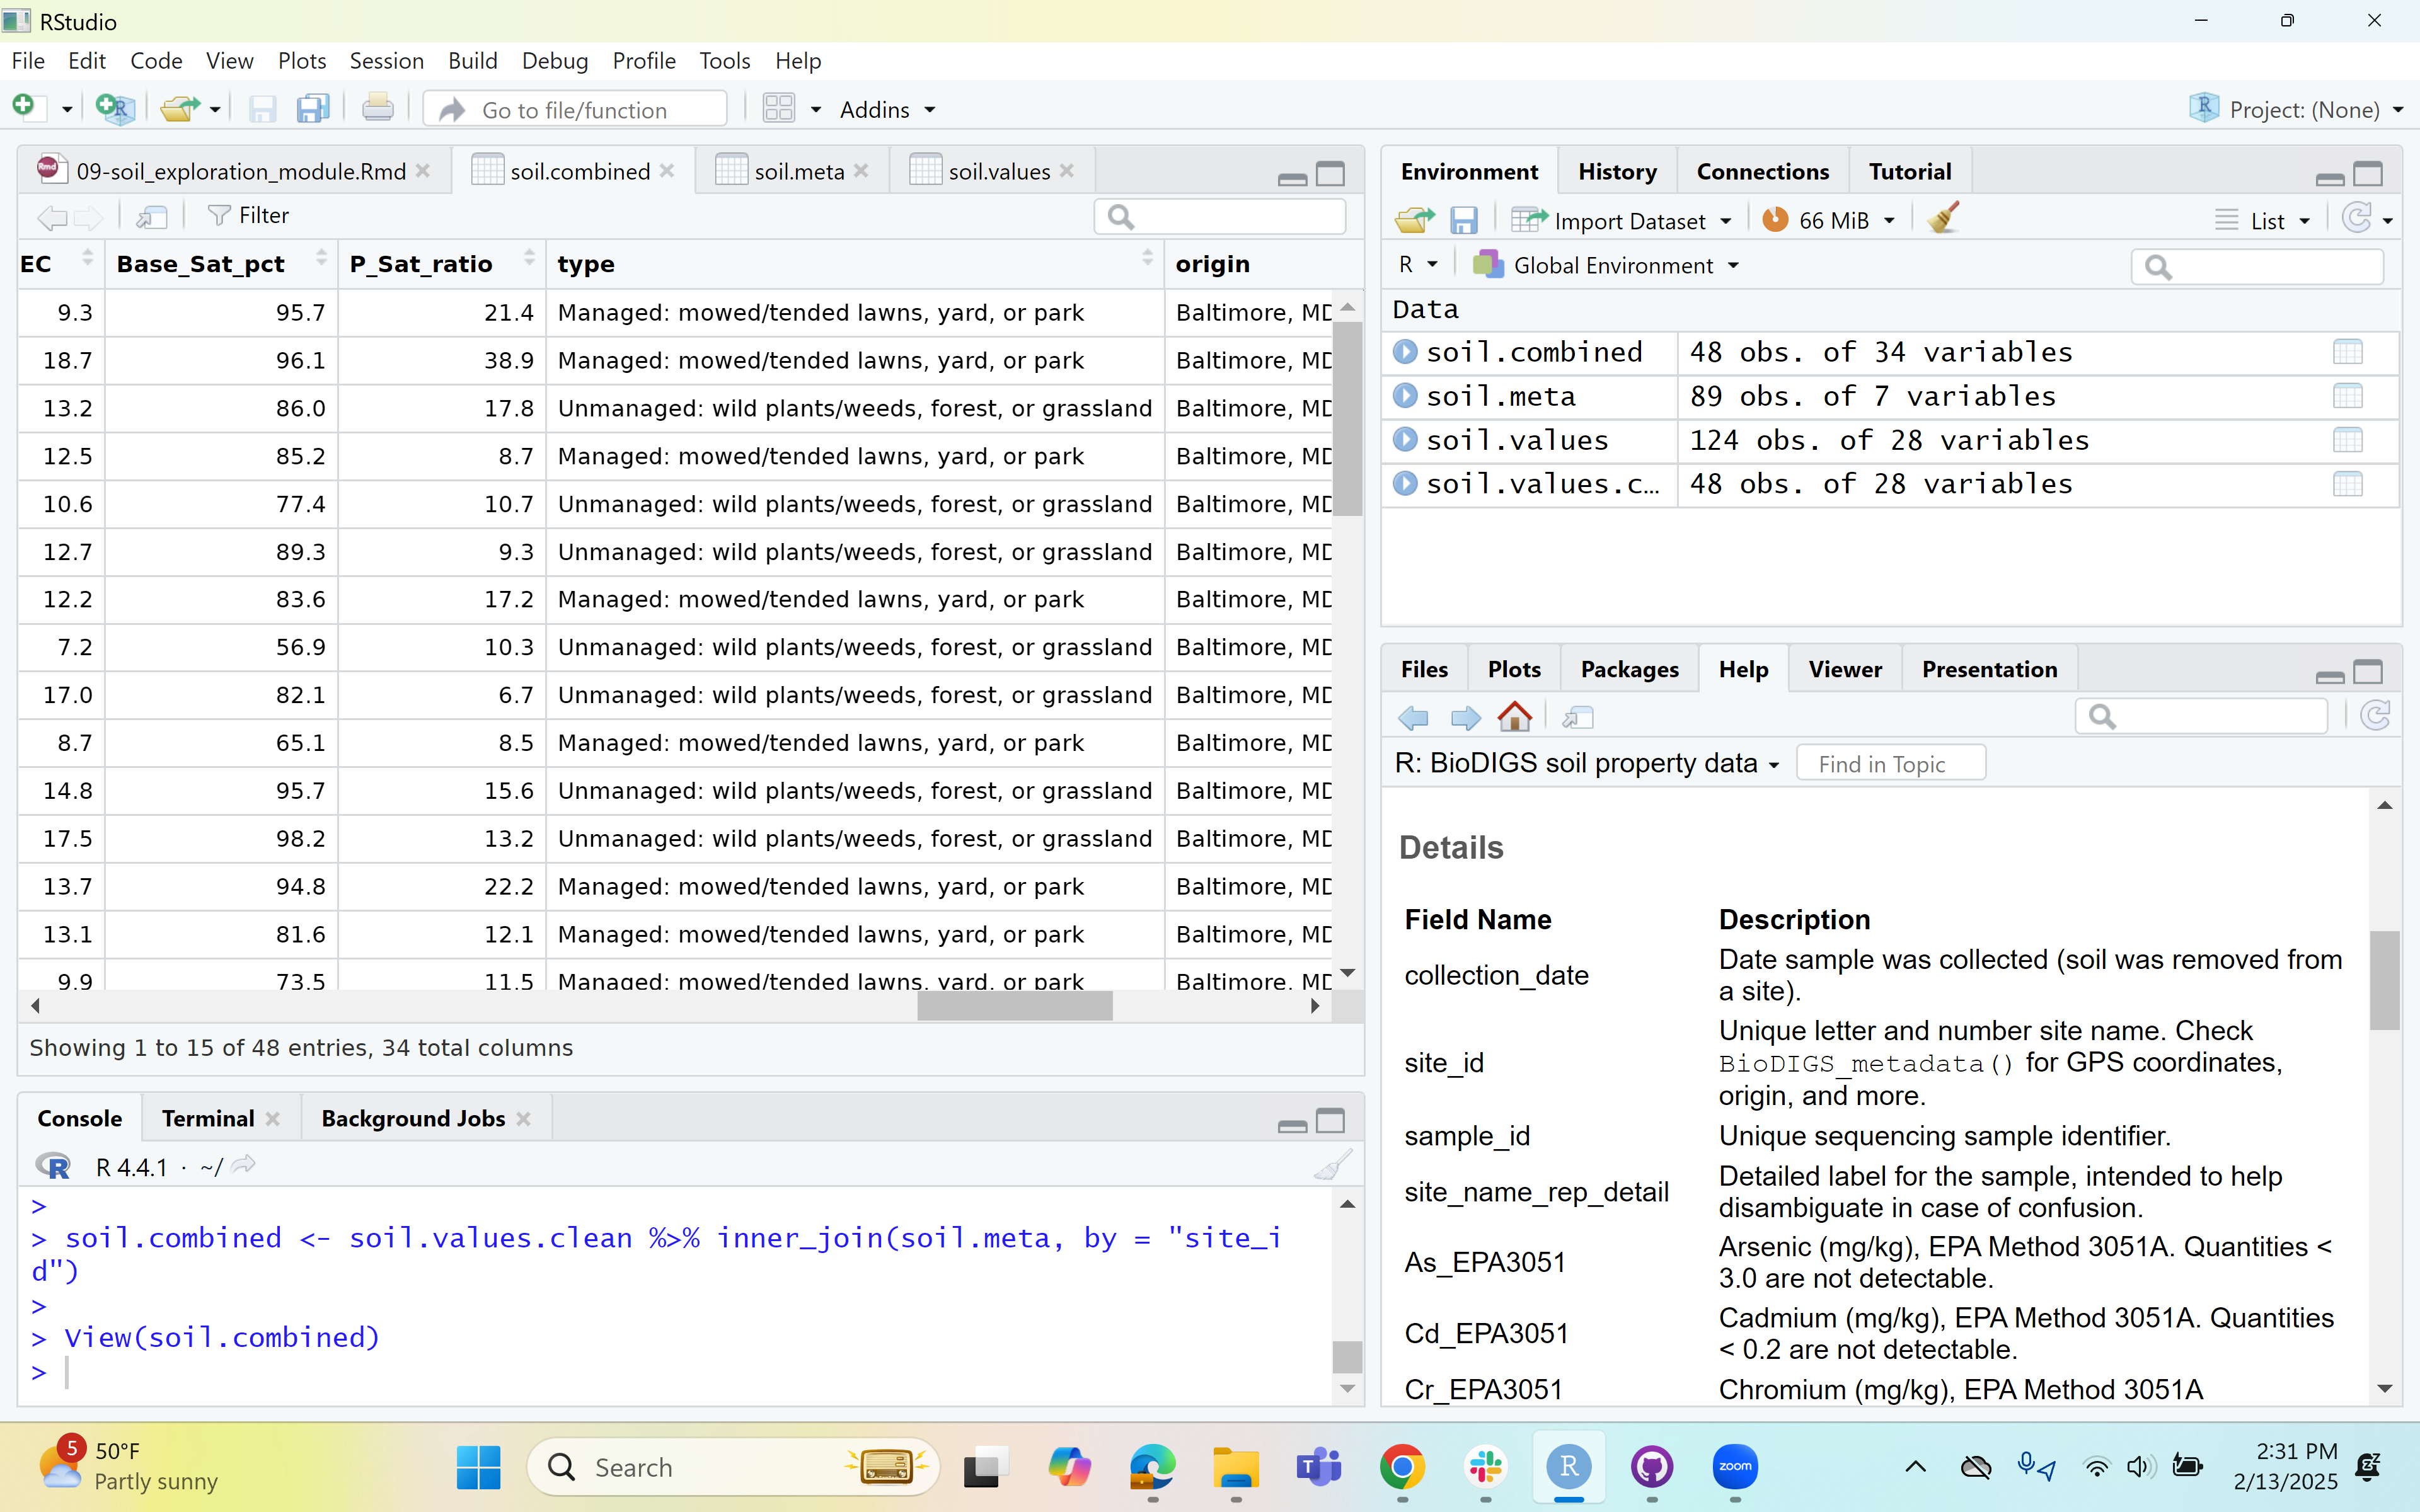 RStudio
File Edit Code View Plots Session Build Debug Profile Tools Help
Go to file/function Addins Project: (None)
09-soil_exploration_module.Rmd soil.combined soil.meta soil.values
Filter
EC Base_Sat_pct P_Sat_ratio type origin
9.3 95.7 21.4 Managed: mowed/tended lawns, yard, or park Baltimore, MD
18.7 96.1 38.9 Managed: mowed/tended lawns, yard, or park Baltimore, MD
13.2 86.0 17.8 Unmanaged: wild plants/weeds, forest, or grassland Baltimore, MD
12.5 85.2 8.7 Managed: mowed/tended lawns, yard, or park Baltimore, MD
10.6 77.4 10.7 Unmanaged: wild plants/weeds, forest, or grassland Baltimore, MD
12.7 89.3 9.3 Unmanaged: wild plants/weeds, forest, or grassland Baltimore, MD
12.2 83.6 17.2 Managed: mowed/tended lawns, yard, or park Baltimore, MD
7.2 56.9 10.3 Unmanaged: wild plants/weeds, forest, or grassland Baltimore, MD
17.0 82.1 6.7 Unmanaged: wild plants/weeds, forest, or grassland Baltimore, MD
8.7 65.1 8.5 Managed: mowed/tended lawns, yard, or park Baltimore, MD
14.8 95.7 15.6 Unmanaged: wild plants/weeds, forest, or grassland Baltimore, MD
17.5 98.2 13.2 Unmanaged: wild plants/weeds, forest, or grassland Baltimore, MD
13.7 94.8 22.2 Managed: mowed/tended lawns, yard, or park Baltimore, MD
13.1 81.6 12.1 Managed: mowed/tended lawns, yard, or park Baltimore, MD
9.9 73.5 11.5 Managed: mowed/tended lawns, yard, or park Baltimore, MD
Showing 1 to 15 of 48 entries, 34 total columns
Console Terminal Background Jobs
R 4.4.1 · ~/
>
> soil.combined <- soil.values.clean %>% inner_join(soil.meta, by = "site_i
d")
>
> View(soil.combined)
>
Environment History Connections Tutorial
Import Dataset 66 MiB List
R Global Environment
Data
soil.combined 48 obs. of 34 variables
soil.meta 89 obs. of 7 variables
soil.values 124 obs. of 28 variables
soil.values.c… 48 obs. of 28 variables
Files Plots Packages Help Viewer Presentation
R: BioDIGS soil property data Find in Topic
Details
Field Name Description
collection_date Date sample was collected (soil was removed from
a site).
site_id Unique letter and number site name. Check
BioDIGS_metadata() for GPS coordinates,
origin, and more.
sample_id Unique sequencing sample identifier.
site_name_rep_detail Detailed label for the sample, intended to help
disambiguate in case of confusion.
As_EPA3051 Arsenic (mg/kg), EPA Method 3051A. Quantities <
3.0 are not detectable.
Cd_EPA3051 Cadmium (mg/kg), EPA Method 3051A. Quantities
< 0.2 are not detectable.
Cr_EPA3051 Chromium (mg/kg), EPA Method 3051A
5 50°F
Partly sunny
Search
zoom
2:31 PM
2/13/2025